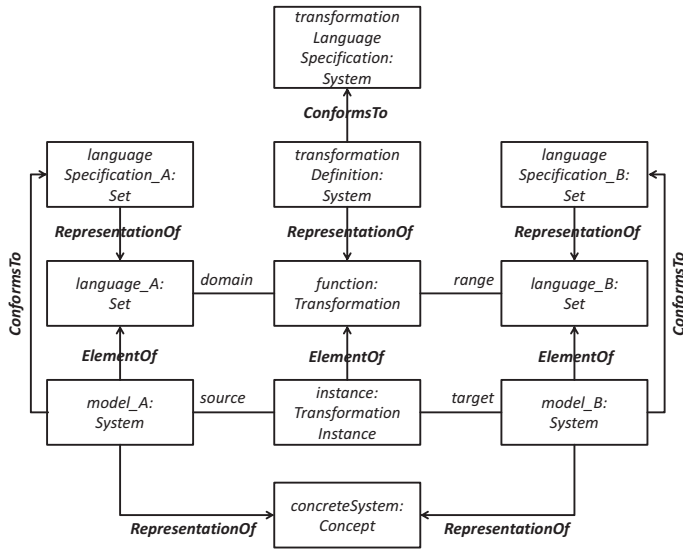 transformation
Language
Specification:
System
ConformsTo
language
Specification_A:
Set
transformation
Definition:
System
language
Specification_B:
Set
RepresentationOf
RepresentationOf
RepresentationOf
ConformsTo
ConformsTo
language_A:
Set
domain
function:
Transformation
range
language_B:
Set
ElementOf
ElementOf
ElementOf
model_A:
System
source
instance:
Transformation
Instance
target
model_B:
System
concreteSystem:
Concept
RepresentationOf
RepresentationOf